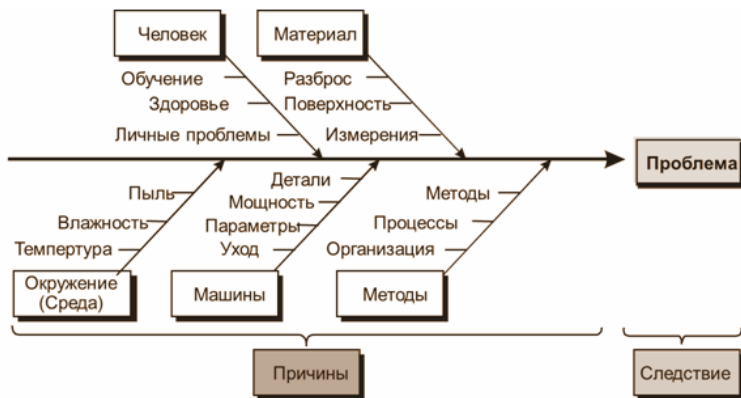 Человек
Материал
Обучение
Здоровье
Личные проблемы
Разброс
Поверхность
Измерения
Проблема
Пыль
Влажность
Темпертура
Детали
Мощность
Параметры
Уход
Методы
Процессы
Организация
Окружение
(Среда)
Машины
Методы
Причины
Следствие